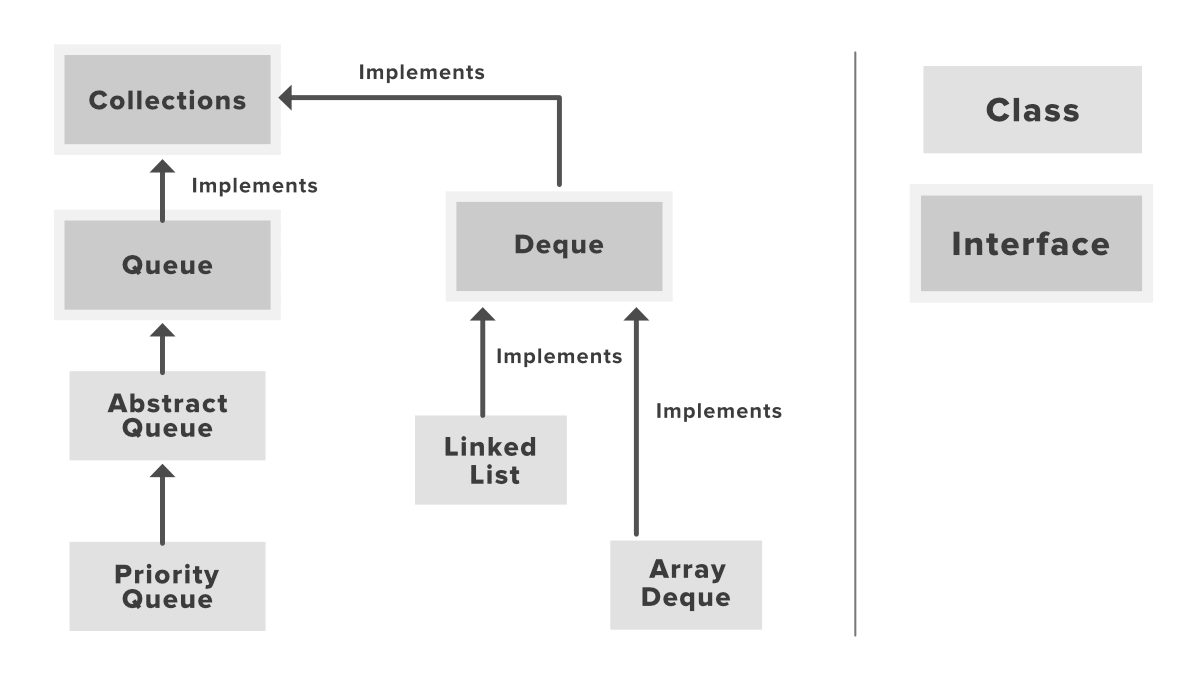 Collections
Implements
Implements
Queue
Deque
Abstract
Queue
Implements
Implements
Linked
List
Priority
Queue
Array
Deque
Class
Interface